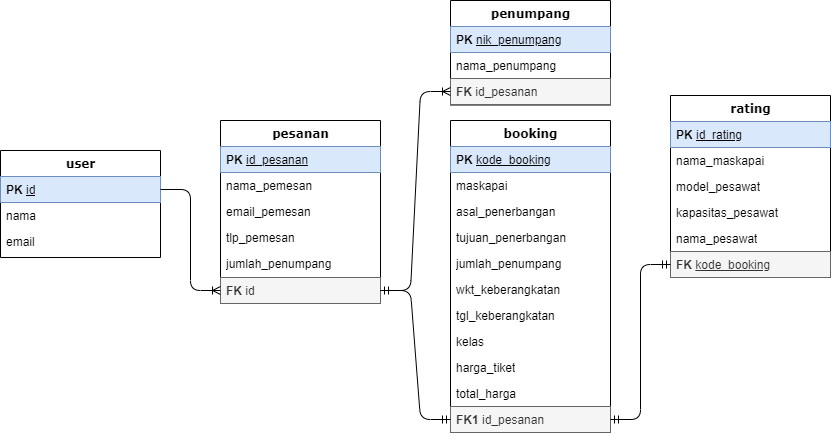 user
PK id
nama
email
pesanan
PK id_pesanan
nama_pemesan
email_pemesan
tlp_pemesan
jumlah_penumpang
FK id
penumpang
PK nik_penumpang
nama_penumpang
FK id_pesanan
booking
PK kode_booking
maskapai
asal_penerbangan
tujuan_penerbangan
jumlah_penumpang
wkt_keberangkatan
tgl_keberangkatan
kelas
harga_tiket
total_harga
FK1 id_pesanan
rating
PK id_rating
nama_maskapai
model_pesawat
kapasitas_pesawat
nama_pesawat
FK kode_booking